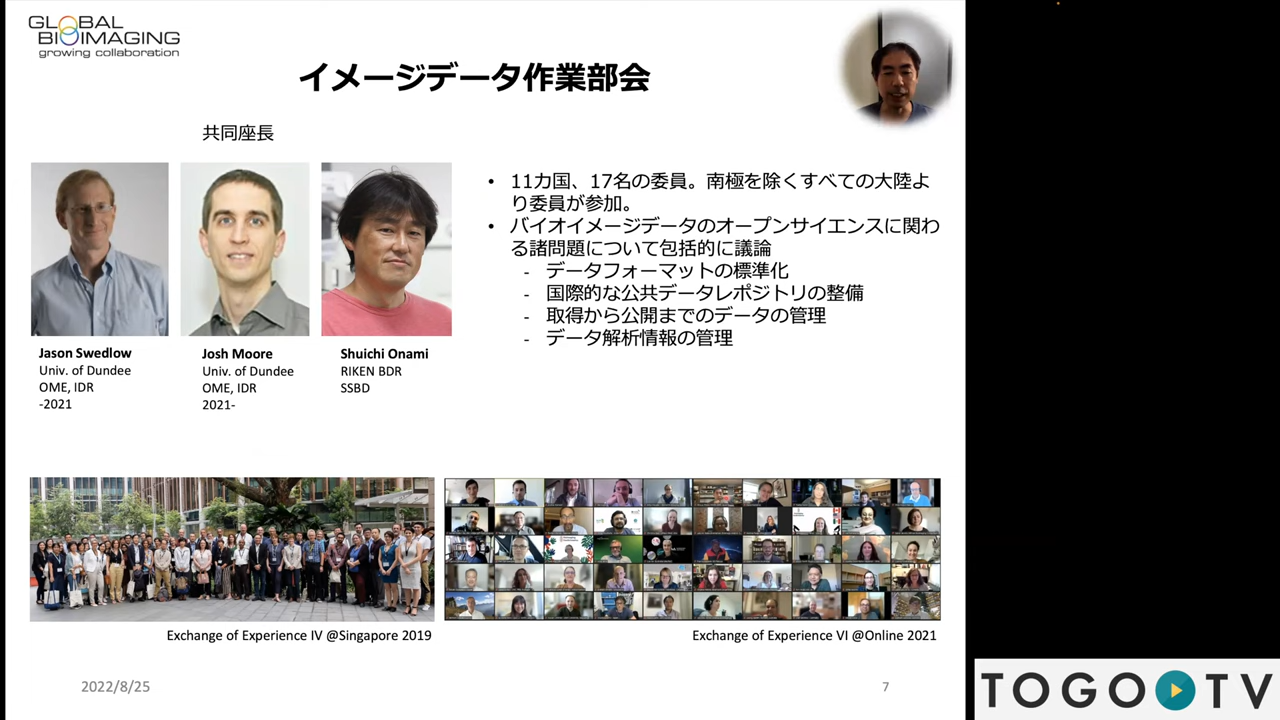 GLOBAL
BIOIMAGING
growing collaboration
イメージデータ作業部会
共同座長
Jason Swedlow
Univ. of Dundee
OME, IDR
-2021
Josh Moore
Univ. of Dundee
OME, IDR
2021-
Shuichi Onami
RIKEN BDR
SSBD
• 11カ国、17名の委員。南極を除くすべての大陸よ
り委員が参加。
• バイオイメージデータのオープンサイエンスに関わ
る諸問題について包括的に議論
- データフォーマットの標準化
- 国際的な公共データレポジトリの整備
- 取得から公開までのデータの管理
- データ解析情報の管理
Exchange of Experience IV @Singapore 2019
Exchange of Experience VI @Online 2021
2022/8/25
7
TOGO TV